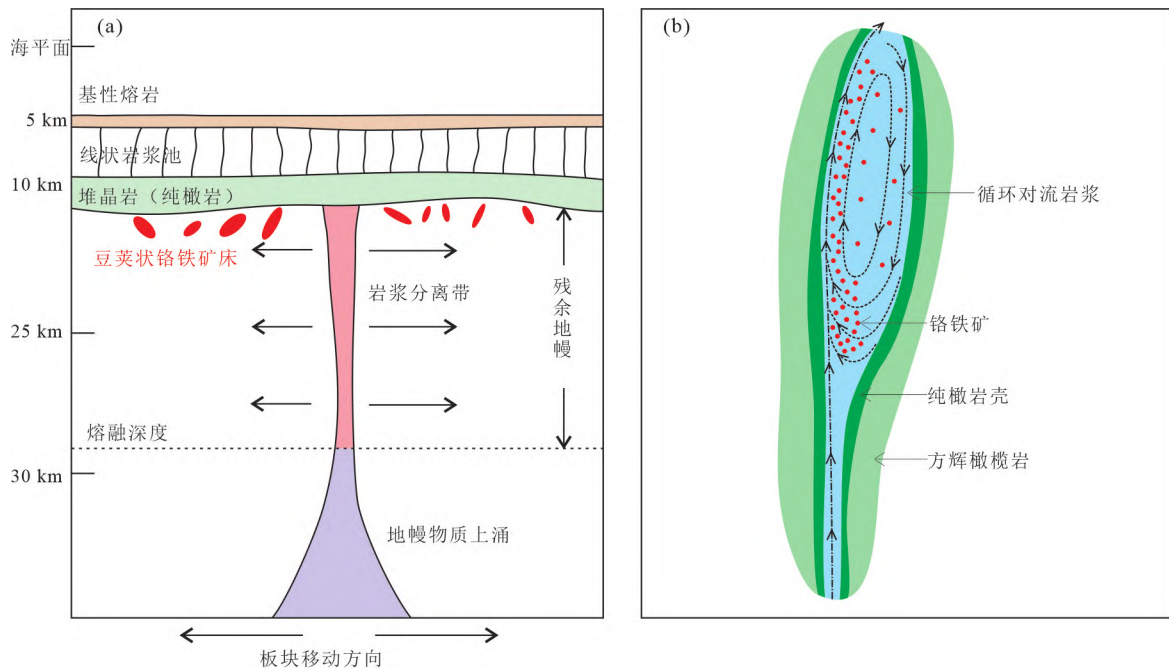 (a)
海平面
基性熔岩
5 km
线状岩浆池
10 km
堆晶岩（纯橄岩）
豆荚状铬铁矿床
岩浆分离带
残余地幔
25 km
熔融深度
30 km
地幔物质上涌
板块移动方向
(b)
循环对流岩浆
铬铁矿
纯橄岩壳
方辉橄榄岩